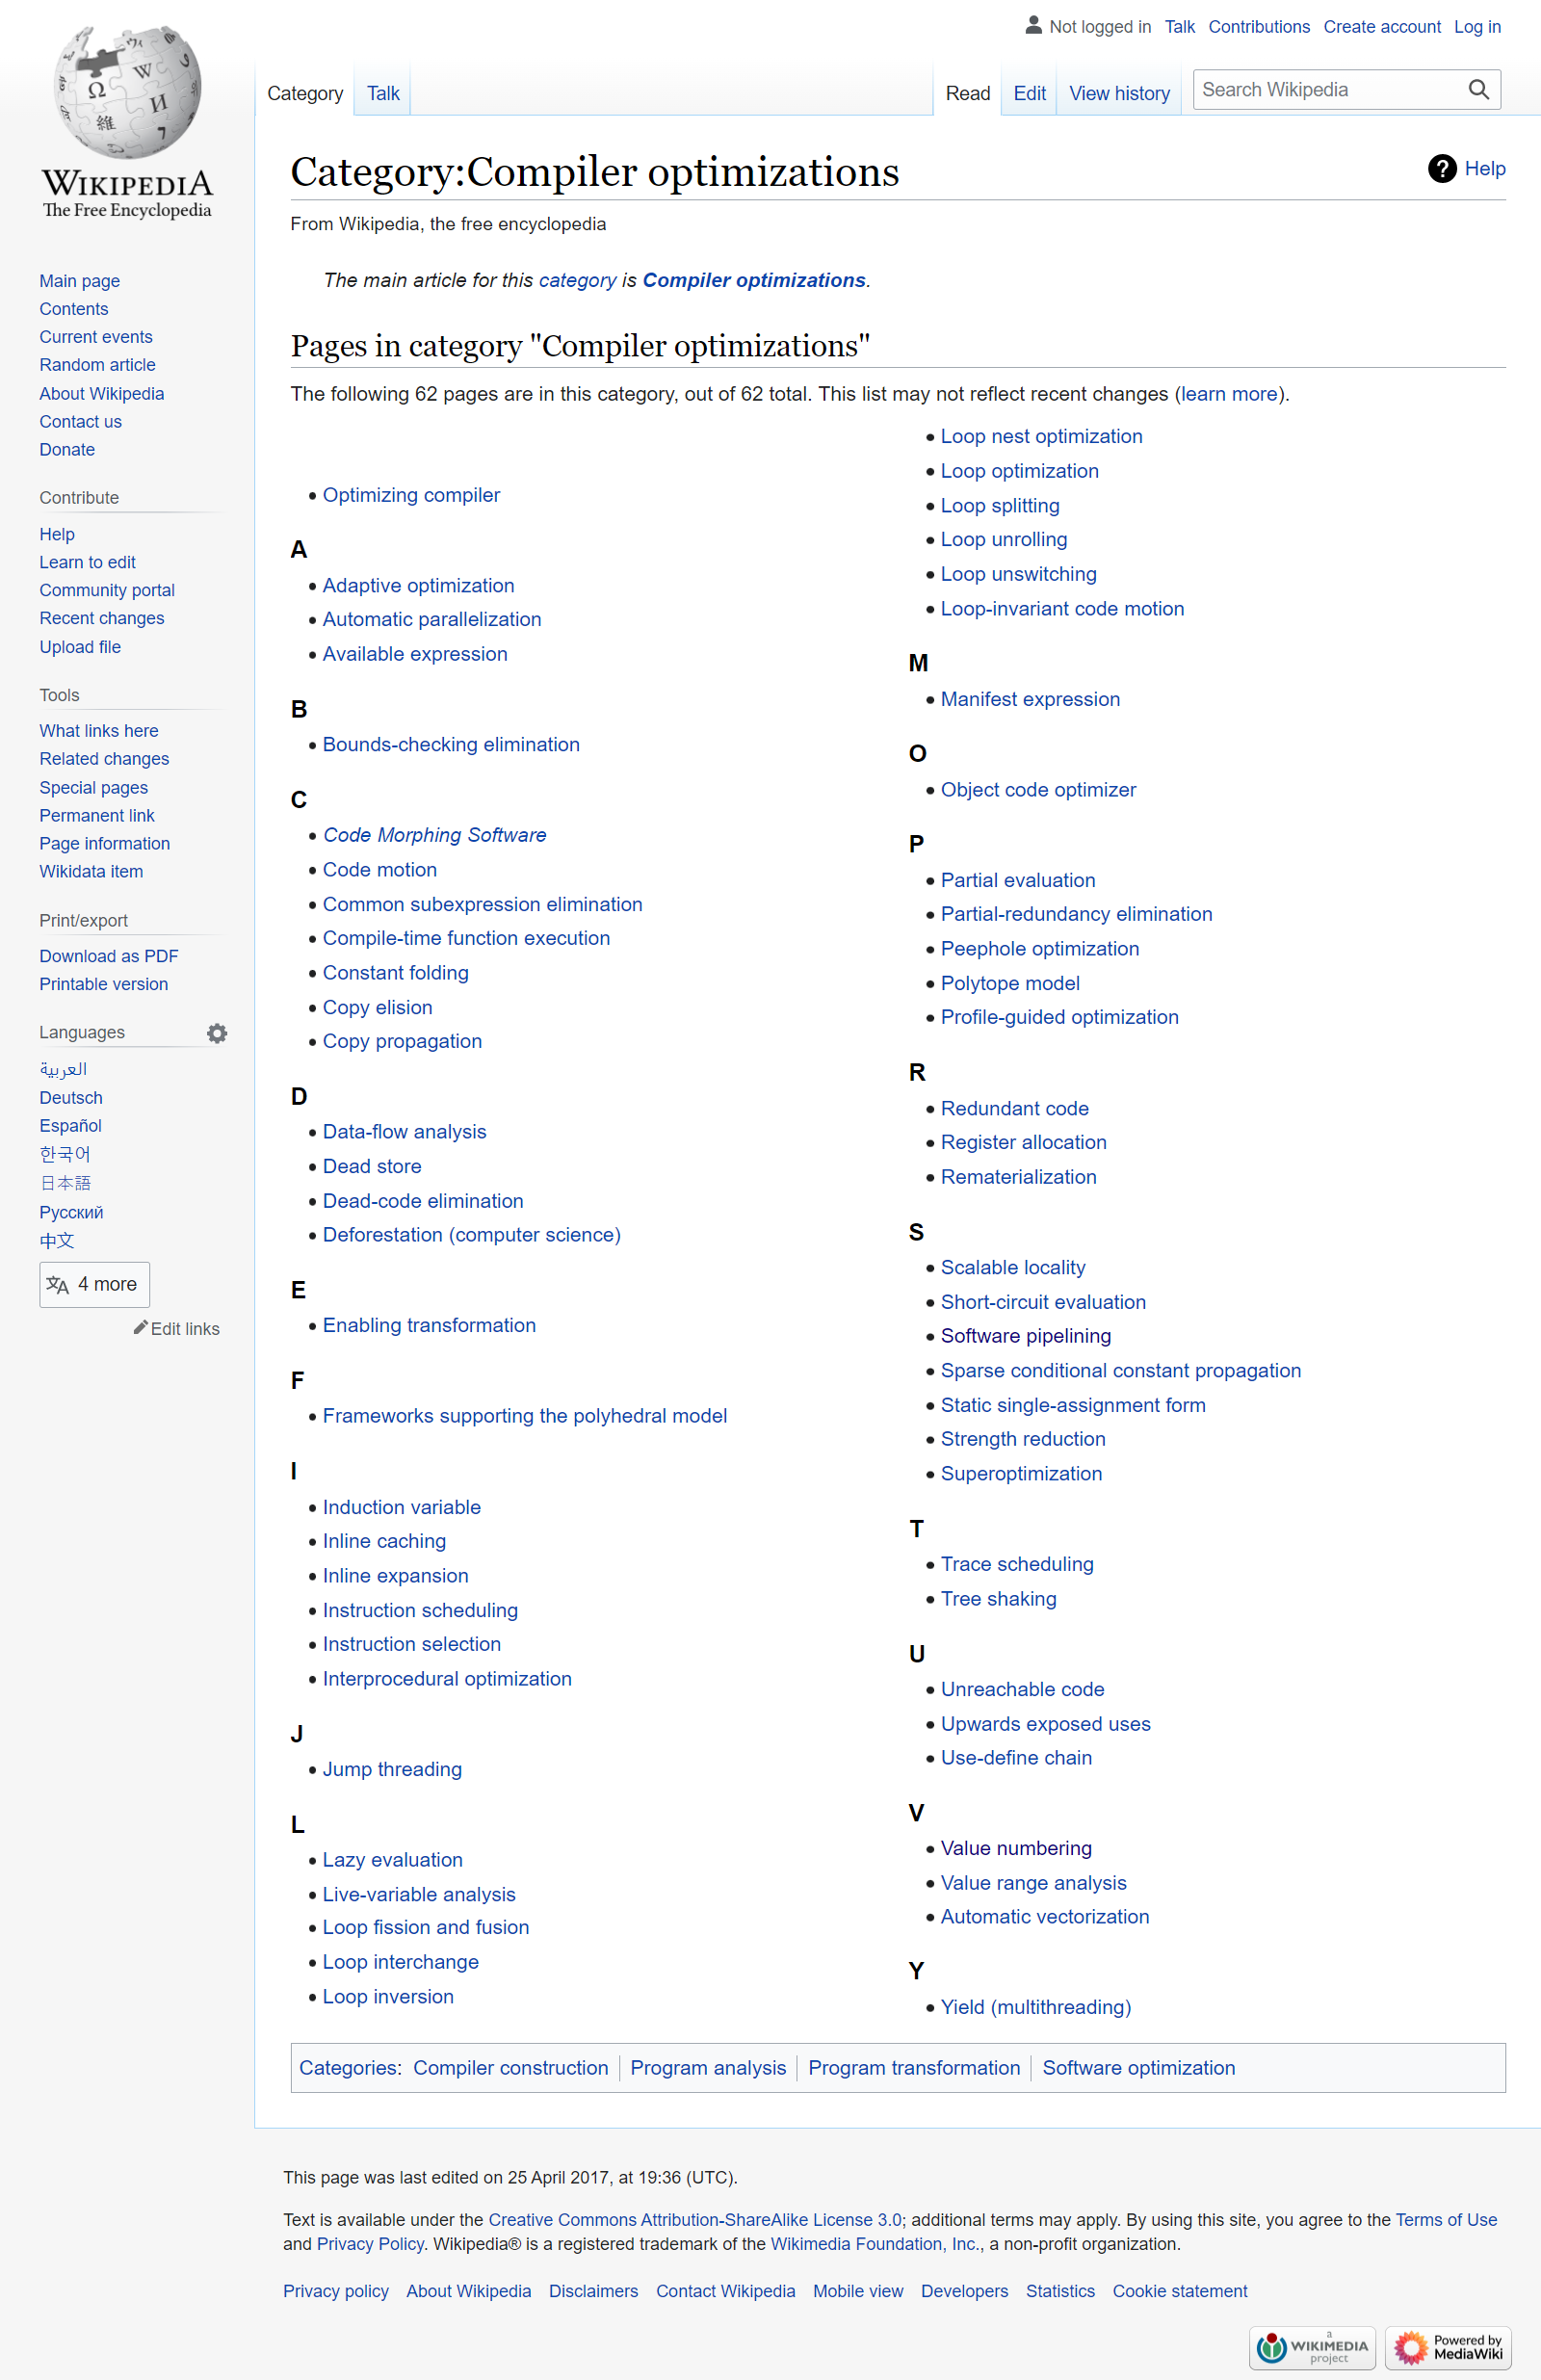 Not logged in Talk Contributions Create account Log in
Category Talk Read Edit View history Search Wikipedia
WIKIPEDIA
The Free Encyclopedia
Main page
Contents
Current events
Random article
About Wikipedia
Contact us
Donate
Contribute
Help
Learn to edit
Community portal
Recent changes
Upload file
Tools
What links here
Related changes
Special pages
Permanent link
Page information
Wikidata item
Print/export
Download as PDF
Printable version
Languages
العربية
Deutsch
Español
한국어
日本語
Русский
中文
4 more
Edit links
Category:Compiler optimizations
Help
From Wikipedia, the free encyclopedia
The main article for this category is Compiler optimizations.
Pages in category "Compiler optimizations"
The following 62 pages are in this category, out of 62 total. This list may not reflect recent changes (learn more).
Optimizing compiler
A
Adaptive optimization
Automatic parallelization
Available expression
B
Bounds-checking elimination
C
Code Morphing Software
Code motion
Common subexpression elimination
Compile-time function execution
Constant folding
Copy elision
Copy propagation
D
Data-flow analysis
Dead store
Dead-code elimination
Deforestation (computer science)
E
Enabling transformation
F
Frameworks supporting the polyhedral model
I
Induction variable
Inline caching
Inline expansion
Instruction scheduling
Instruction selection
Interprocedural optimization
J
Jump threading
L
Lazy evaluation
Live-variable analysis
Loop fission and fusion
Loop interchange
Loop inversion
Loop nest optimization
Loop optimization
Loop splitting
Loop unrolling
Loop unswitching
Loop-invariant code motion
M
Manifest expression
O
Object code optimizer
P
Partial evaluation
Partial-redundancy elimination
Peephole optimization
Polytope model
Profile-guided optimization
R
Redundant code
Register allocation
Rematerialization
S
Scalable locality
Short-circuit evaluation
Software pipelining
Sparse conditional constant propagation
Static single-assignment form
Strength reduction
Superoptimization
T
Trace scheduling
Tree shaking
U
Unreachable code
Upwards exposed uses
Use-define chain
V
Value numbering
Value range analysis
Automatic vectorization
Y
Yield (multithreading)
Categories: Compiler construction Program analysis Program transformation Software optimization
This page was last edited on 25 April 2017, at 19:36 (UTC).
Text is available under the Creative Commons Attribution-ShareAlike License 3.0; additional terms may apply. By using this site, you agree to the Terms of Use
and Privacy Policy. Wikipedia® is a registered trademark of the Wikimedia Foundation, Inc., a non-profit organization.
Privacy policy About Wikipedia Disclaimers Contact Wikipedia Mobile view Developers Statistics Cookie statement
a
WIKIMEDIA
project
Powered by
MediaWiki